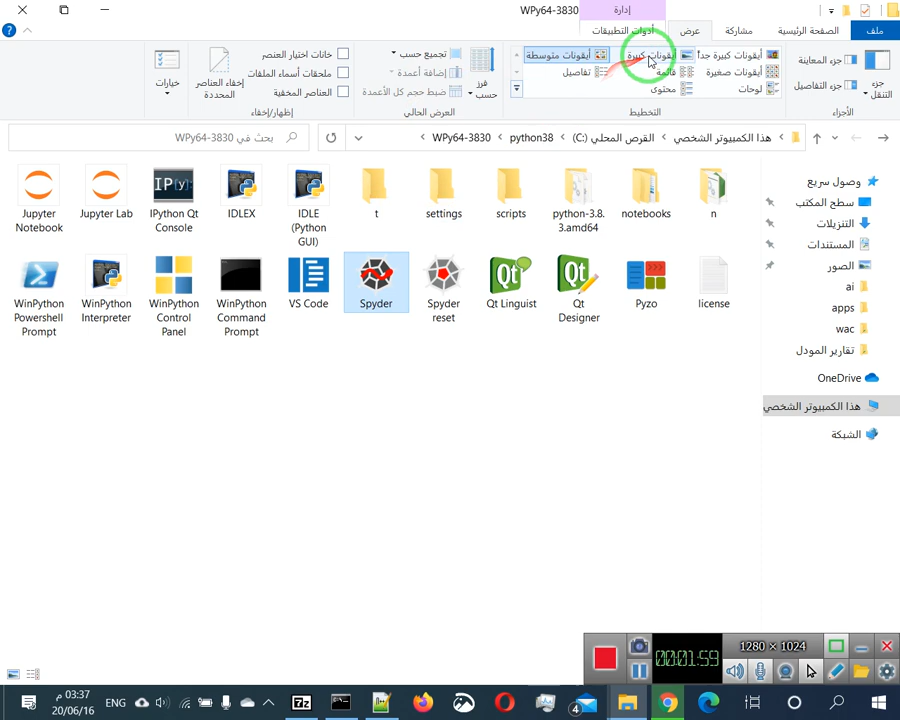 WPy64-3830
إدارة
ملف
الصفحة الرئيسية
مشاركة
عرض
أدوات التطبيقات
جزء التنقل
جزء المعاينة
جزء التفاصيل
الأجزاء
أيقونات كبيرة جداً
أيقونات كبيرة
أيقونات متوسطة
أيقونات صغيرة
قائمة
تفاصيل
لوحات
محتوى
التخطيط
فرز حسب
تجميع حسب
إضافة أعمدة
ضبط حجم كل الأعمدة
العرض الحالي
خانات اختيار العنصر
ملحقات أسماء الملفات
العناصر المخفية
إخفاء العناصر المحددة
إظهار/إخفاء
خيارات
هذا الكمبيوتر الشخصي
القرص المحلي (C:)
python38
WPy64-3830
بحث في WPy64-3830
Jupyter Notebook
Jupyter Lab
IPython Qt Console
IDLEX
IDLE (Python GUI)
t
settings
scripts
python-3.8.3.amd64
notebooks
n
WinPython Powershell Prompt
WinPython Interpreter
WinPython Control Panel
WinPython Command Prompt
VS Code
Spyder
Spyder reset
Qt Linguist
Qt Designer
Pyzo
license
وصول سريع
سطح المكتب
التنزيلات
المستندات
الصور
ai
apps
wac
تقارير المودل
OneDrive
هذا الكمبيوتر الشخصي
الشبكة
00:01:59
1280 × 1024
03:37 م
20/06/16
ENG
4